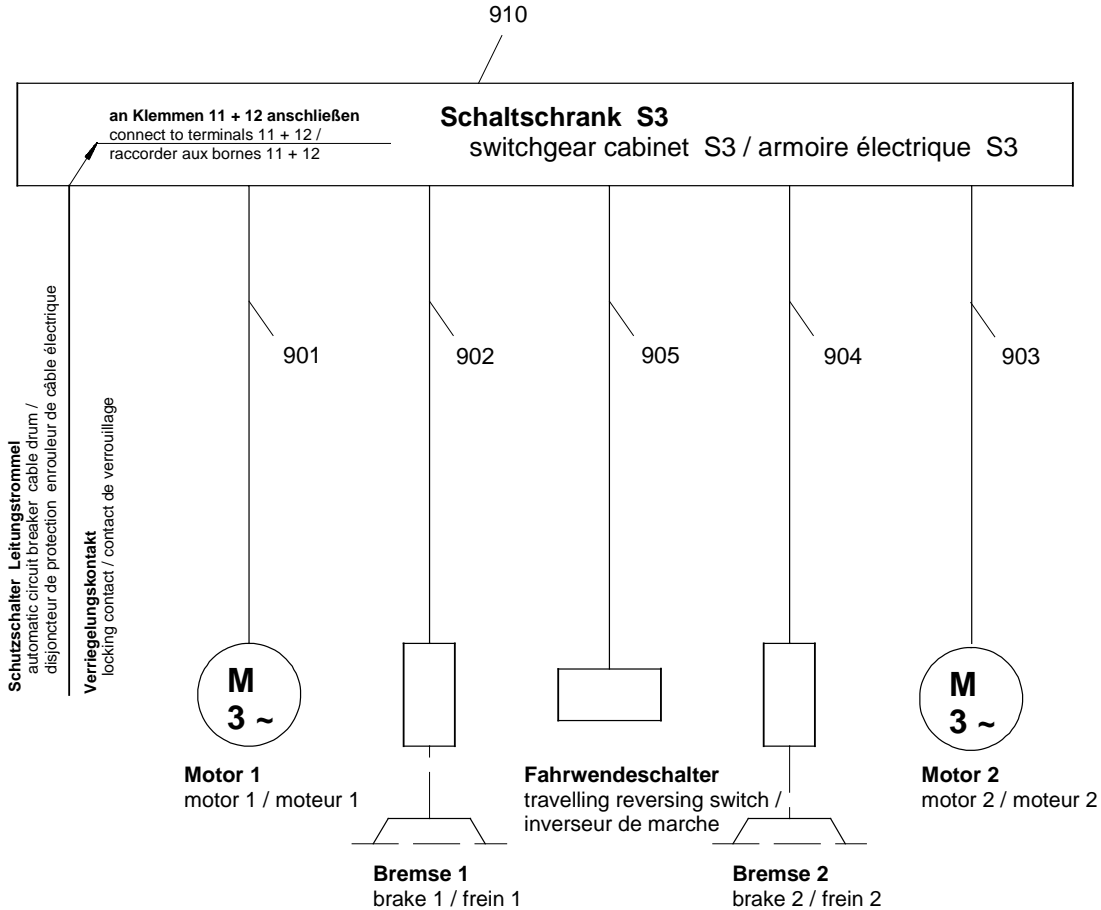 910
an Klemmen 11 + 12 anschließen
connect to terminals 11 + 12 /
raccorder aux bornes 11 + 12
Schaltschrank S3
switchgear cabinet S3 / armoire électrique S3
901
902
905
904
903
Schutzschalter Leitungstrommel
automatic circuit breaker cable drum /
disjoncteur de protection enrouleur de câble électrique
Verriegelungskontakt
locking contact / contact de verrouillage
M
3 ~
M
3 ~
Motor 1
motor 1 / moteur 1
Fahrwendeschalter
travelling reversing switch /
inverseur de marche
Motor 2
motor 2 / moteur 2
Bremse 1
brake 1 / frein 1
Bremse 2
brake 2 / frein 2